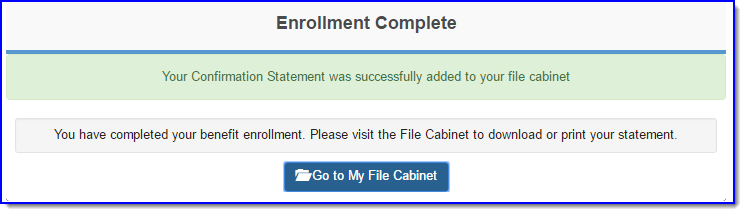 Enrollment Complete
Your Confirmation Statement was successfully added to your file cabinet
You have completed your benefit enrollment. Please visit the File Cabinet to download or print your statement.
Go to My File Cabinet